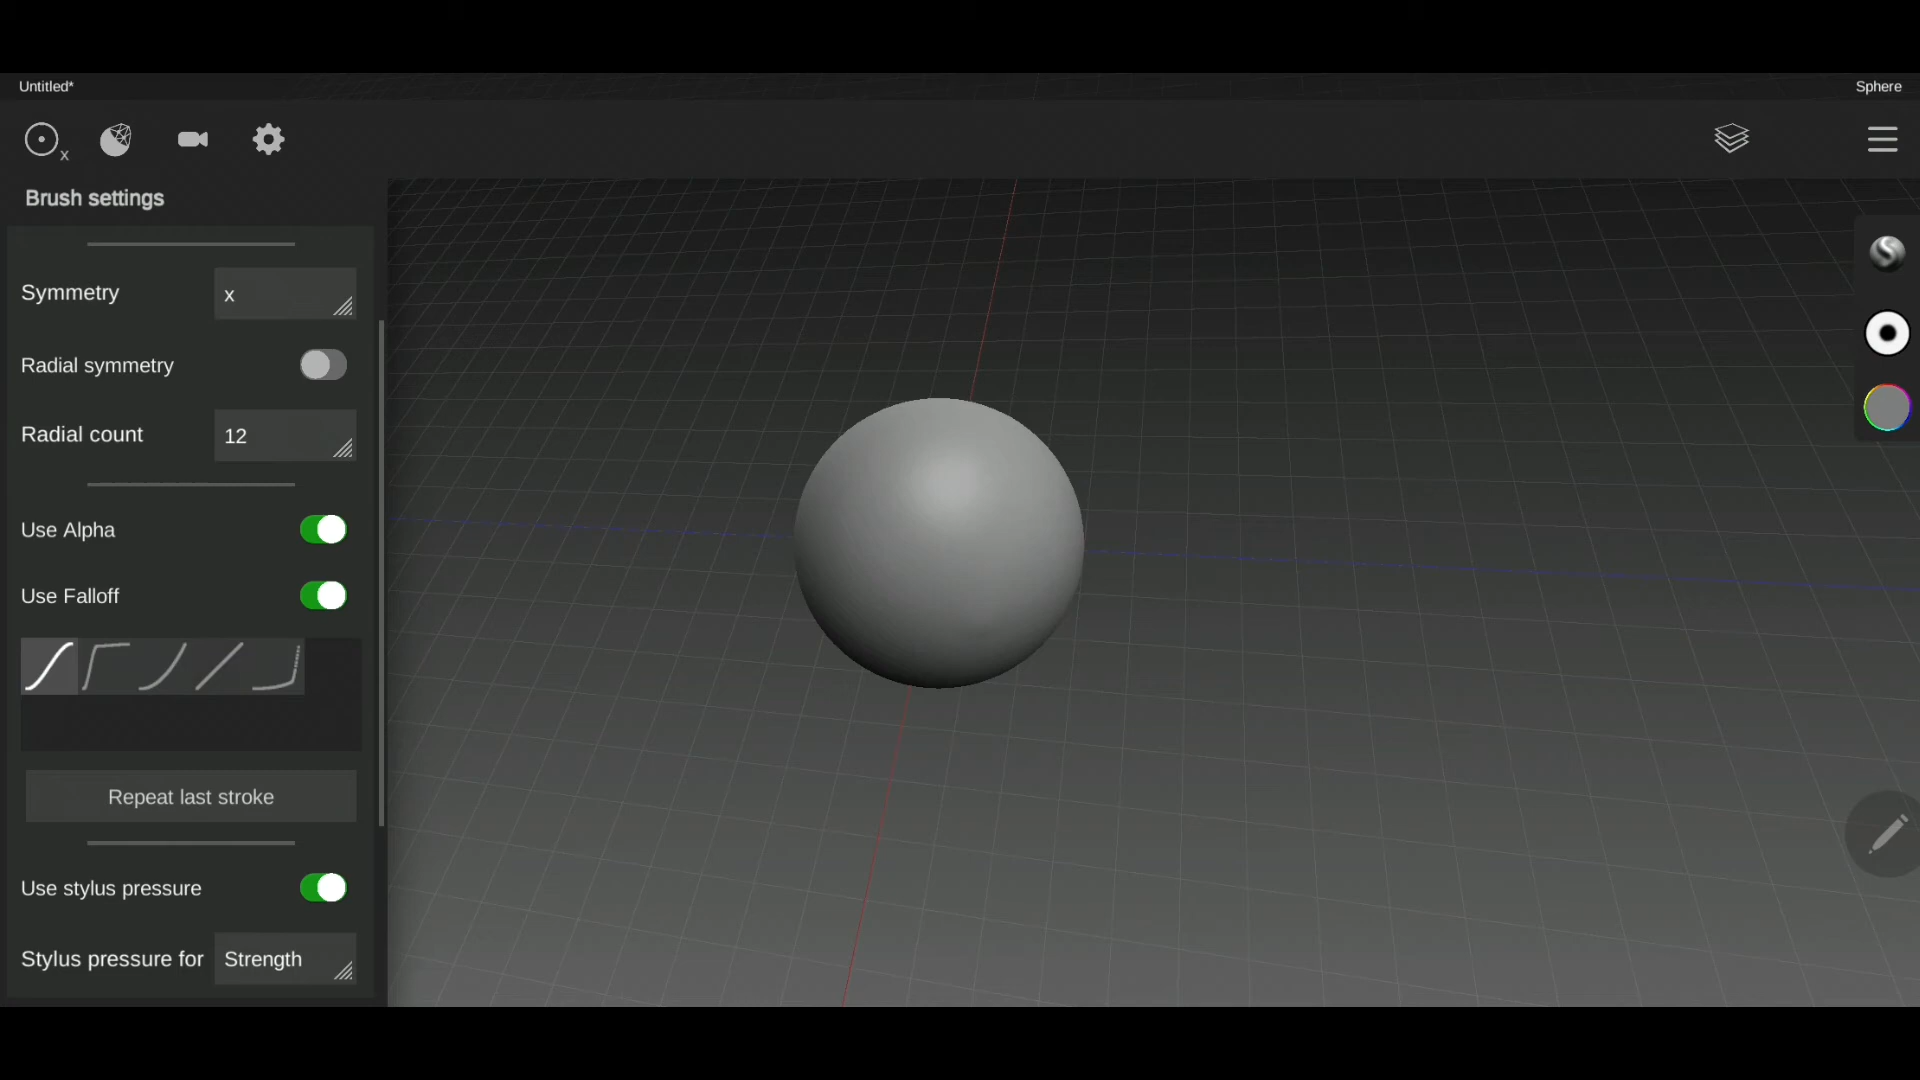 Untitled*
Sphere
x
Brush settings
Symmetry
x
Radial symmetry
Radial count
12
Use Alpha
Use Falloff
Repeat last stroke
Use stylus pressure
Stylus pressure for
Strength